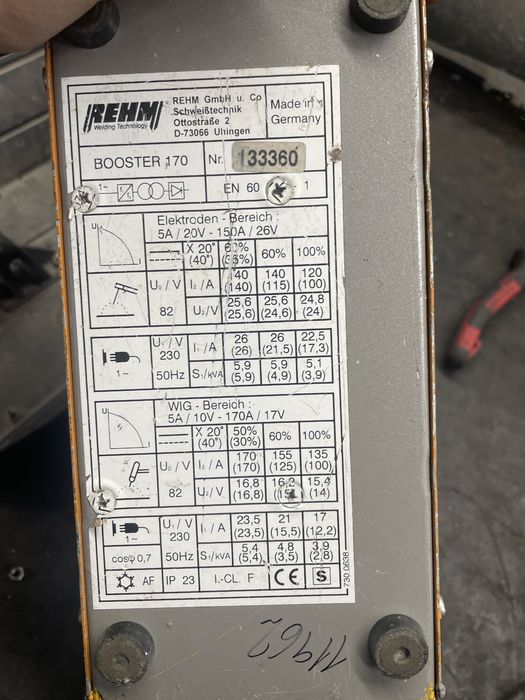 REHM
Welding Technology
REHM GmbH u. Co
Schweißtechnik
Ottostraße 2
D-73066 Uhingen
Made in
Germany
BOOSTER 170
Nr. 133360
1~
EN 60 1
Elektroden - Bereich :
5A / 20V - 150A / 26V
X 20° 60% 60% 100%
(40°) (36%)
U₀ / V I₂ / A 140 140 120
(140) (115) (100)
82 U₂ / V 25,6 25,6 24,8
(25,6) (24,6) (24)
U₁ / V I₁ / A 26 26 22,5
230 (26) (21,5) (17,3)
1~ 50Hz S₁ / kVA 5,9 5,9 5,1
(5,9) (4,9) (3,9)
WIG - Bereich :
5A / 10V - 170A / 17V
X 20° 50% 60% 100%
(40°) (30%)
U₀ / V I₂ / A 170 155 135
(170) (125) (100)
82 U₂ / V 16,8 16,2 15,4
(16,8) (14)
U₁ / V I₁ / A 23,5 21 17
1~ 230 (23,5) (15,5) (12,2)
cosφ 0,7 50Hz S₁ / kVA 5,4 4,8 3,9
(5,4) (3,5) (2,8)
AF IP 23 I.-CL. F CE S
730 0638
11962